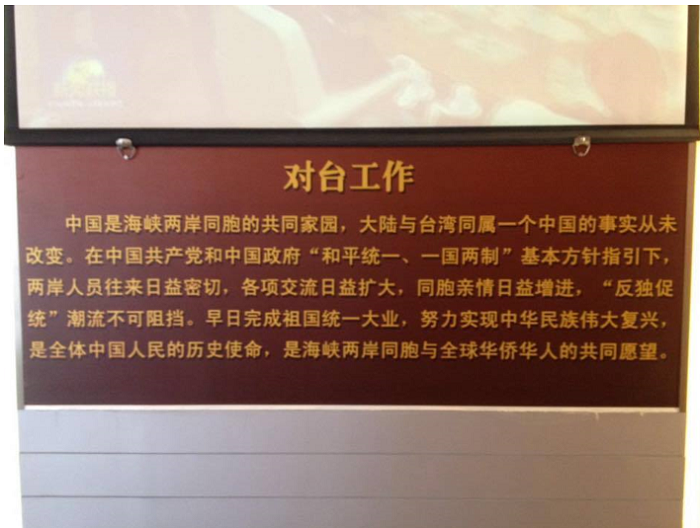 对台工作
中国是海峡两岸同胞的共同家园，大陆与台湾同属一个中国的事实从未
改变。在中国共产党和中国政府“和平统一、一国两制”基本方针指引下，
两岸人员往来日益密切，各项交流日益扩大，同胞亲情日益增进，“反独促
统”潮流不可阻挡。早日完成祖国统一大业，努力实现中华民族伟大复兴，
是全体中国人民的历史使命，是海峡两岸同胞与全球华侨华人的共同愿望。